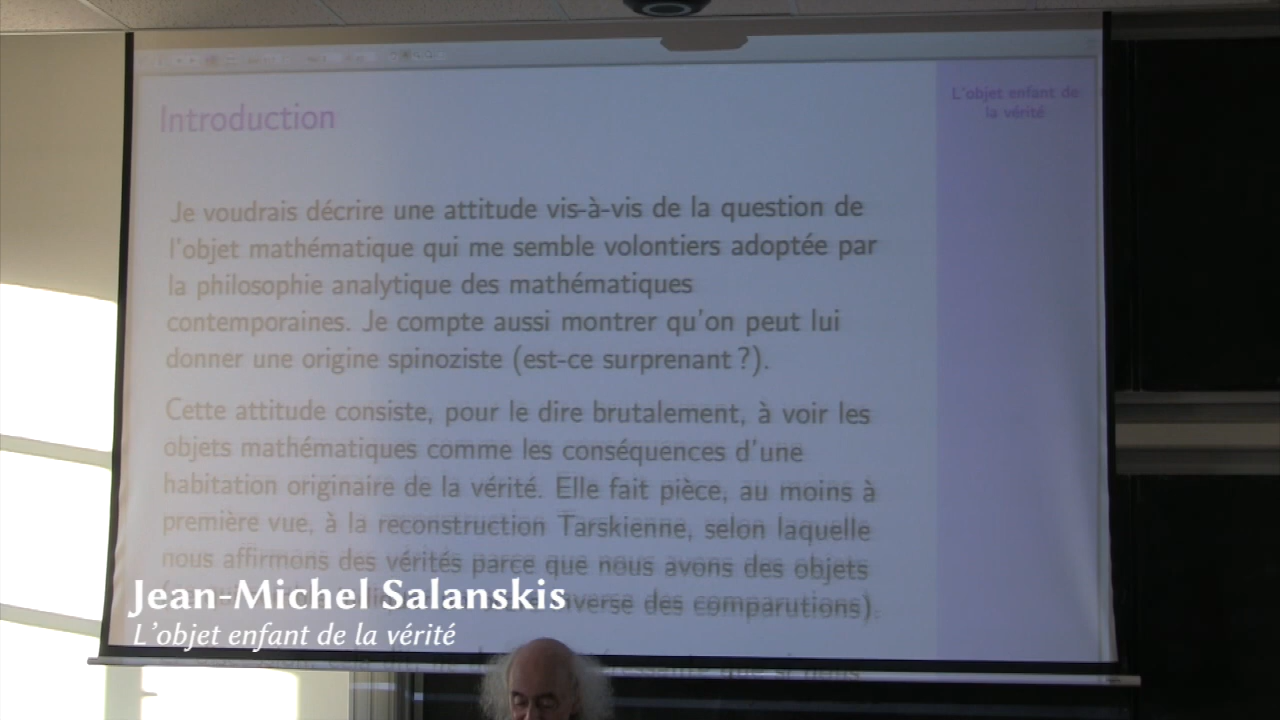 Introduction
L'objet enfant de
la vérité
Je voudrais décrire une attitude vis-à-vis de la question de
l'objet mathématique qui me semble volontiers adoptée par
la philosophie analytique des mathématiques
contemporaines. Je compte aussi montrer qu'on peut lui
donner une origine spinoziste (est-ce surprenant ?).
Cette attitude consiste, pour le dire brutalement, à voir les
objets mathématiques comme les conséquences d'une
habitation originaire de la vérité. Elle fait pièce, au moins à
première vue, à la reconstruction Tarskienne, selon laquelle
nous affirmons des vérités parce que nous avons des objets
des comparutions).
Jean-Michel Salanskis
L'objet enfant de la vérité